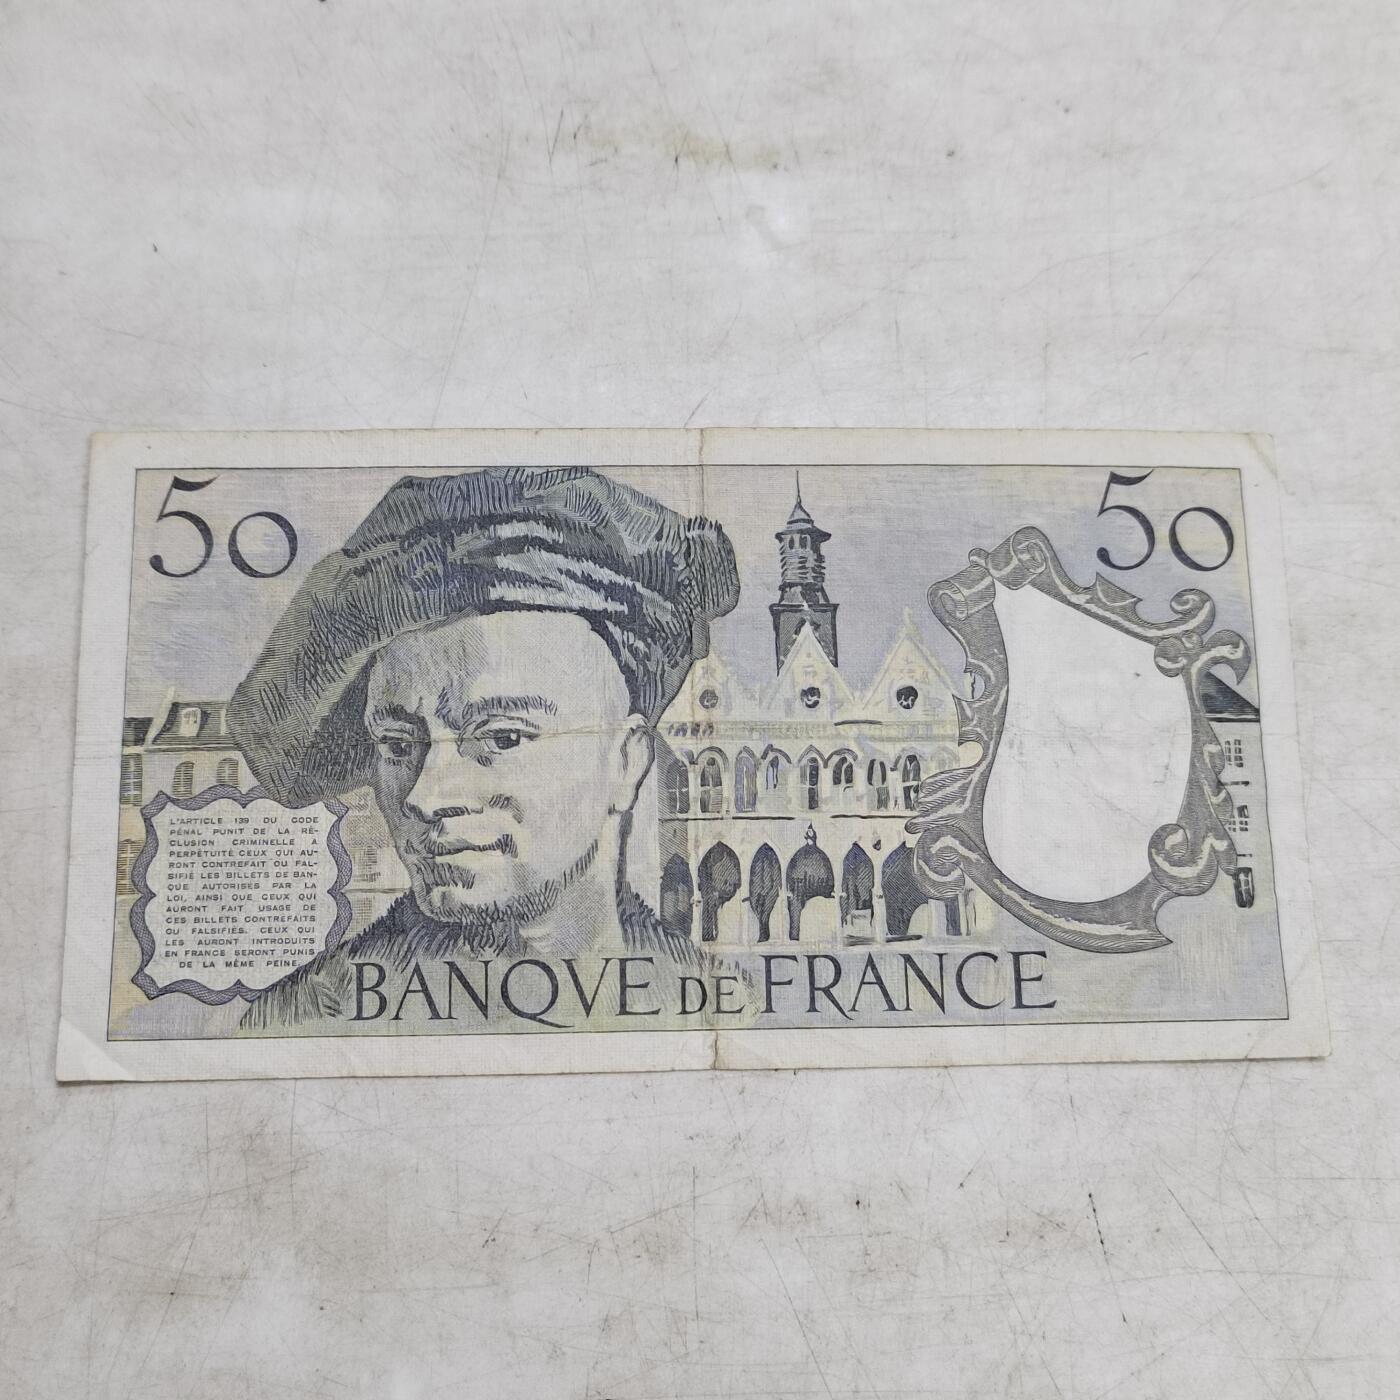 50
50
L'ARTICLE 139 DU CODE
PÉNAL PUNIT DE LA RÉ-
CLUSION CRIMINELLE A
PERPÉTUITÉ CEUX QUI AU-
RONT CONTREFAIT OU FAL-
SIFIÉ LES BILLETS DE BAN-
QUE AUTORISÉS PAR LA
LOI, AINSI QUE CEUX QUI
AURONT FAIT USAGE DE
CES BILLETS CONTREFAITS
OU FALSIFIÉS. CEUX QUI
LES AURONT INTRODUITS
EN FRANCE SERONT PUNIS
DE LA MÊME PEINE.
BANQVE DE FRANCE